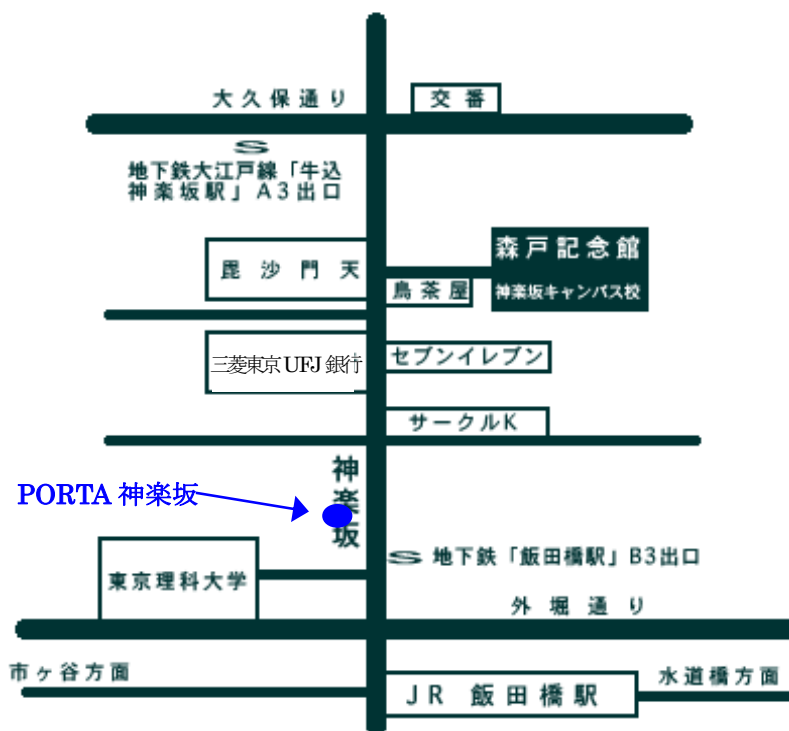 大久保通り
交番
地下鉄大江戸線「牛込
神楽坂駅」A3出口
森戸記念館
神楽坂キャンパス校
毘沙門天
鳥茶屋
三菱東京UFJ銀行
セブンイレブン
サークルK
神楽坂
PORTA 神楽坂
地下鉄「飯田橋駅」B3出口
東京理科大学
外堀通り
市ヶ谷方面
JR 飯田橋駅
水道橋方面